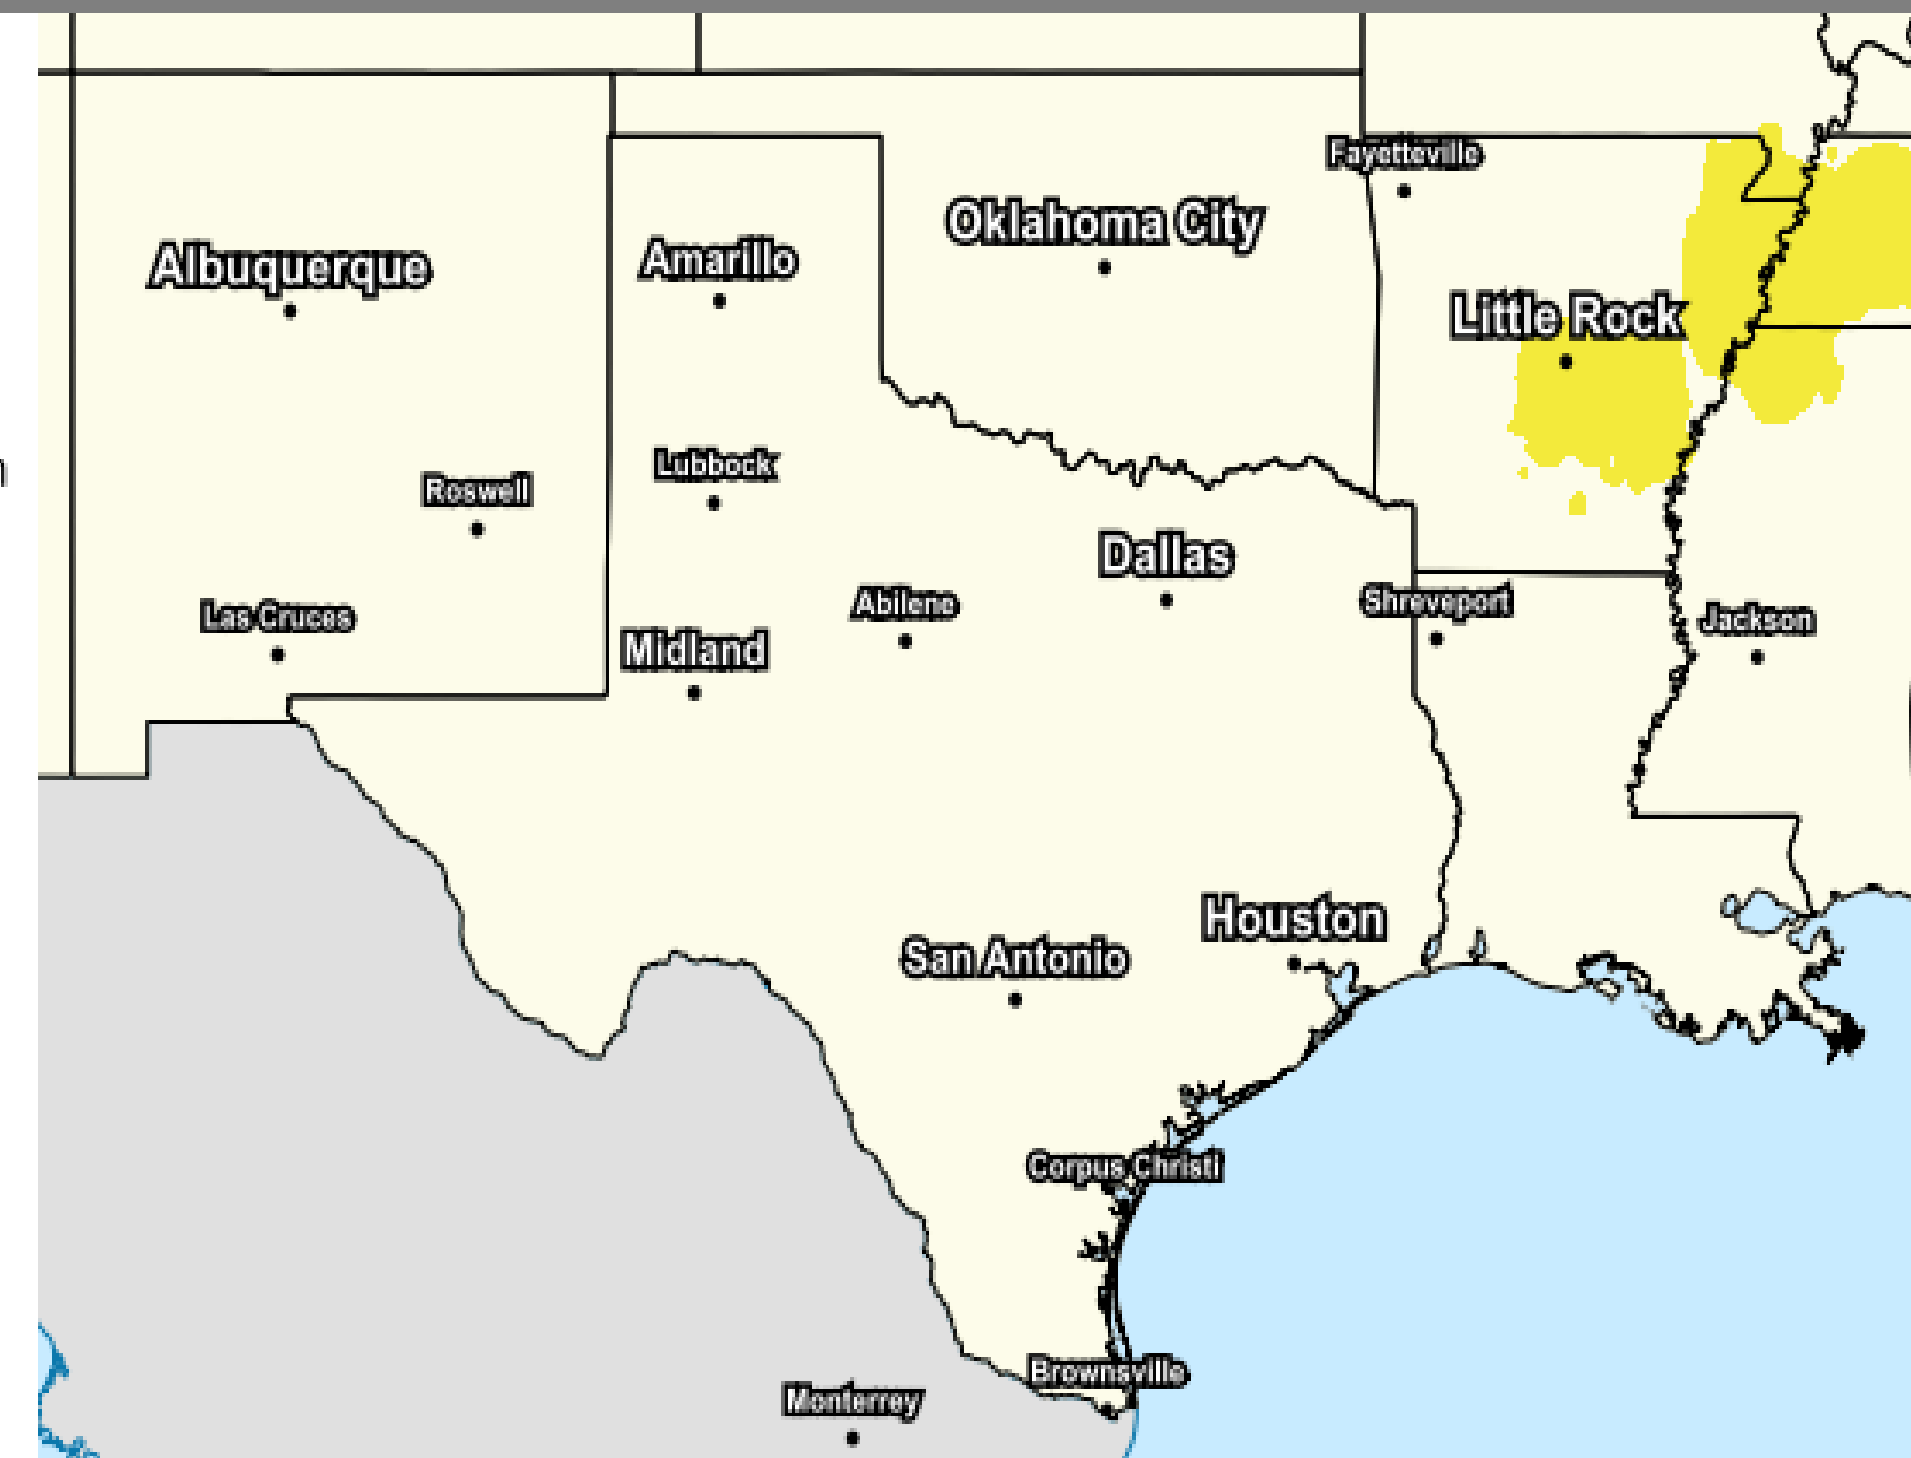 Fayetteville
Oklahoma City
Albuquerque
Amarillo
Little Rock
Lubbock
Roswell
Dallas
Abilene
Shreveport
Las Cruces
Jackson
Midland
Houston
San Antonio
Corpus Christi
Brownsville
Monterrey